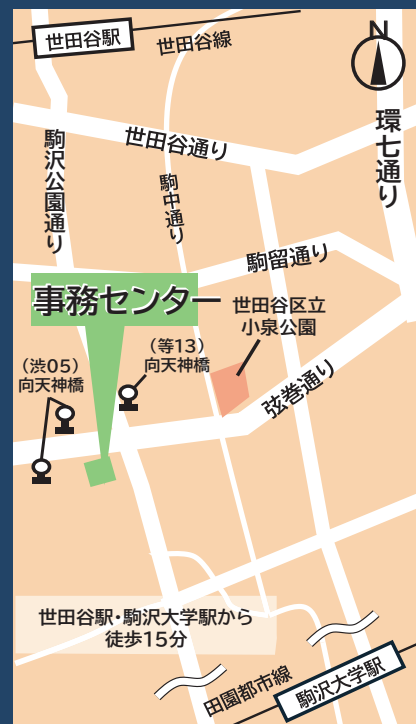 世田谷駅
世田谷線
N
世田谷通り
環七通り
駒沢公園通り
駒中通り
駒留通り
事務センター
世田谷区立
小泉公園
（等13）
向天神橋
（渋05）
向天神橋
弦巻通り
世田谷駅・駒沢大学駅から
徒歩15分
田園都市線
駒沢大学駅